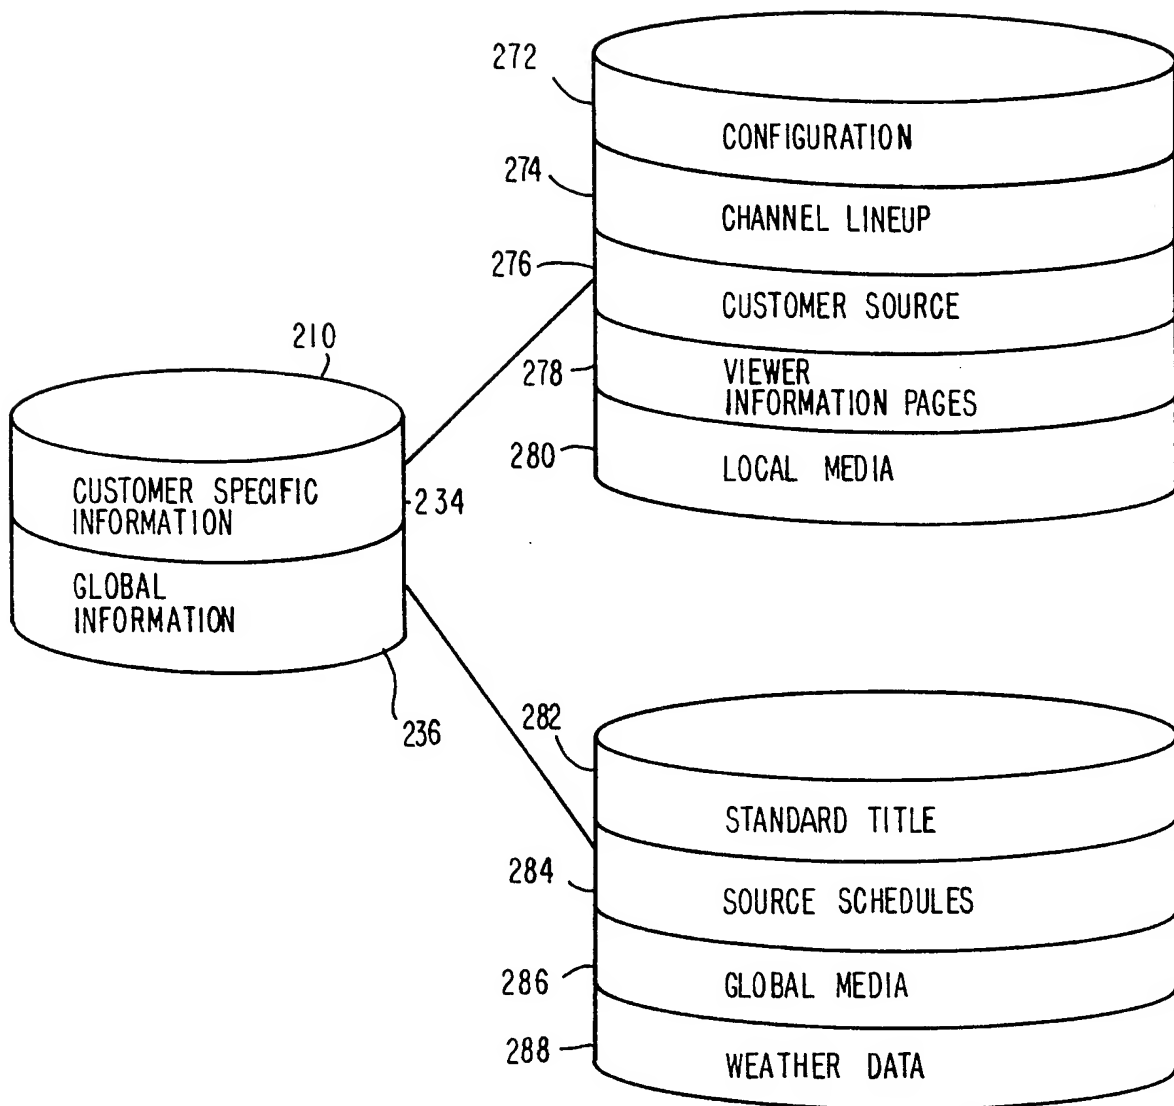 272
CONFIGURATION
274
CHANNEL LINEUP
276
CUSTOMER SOURCE
278
VIEWER
INFORMATION PAGES
280
LOCAL MEDIA
210
CUSTOMER SPECIFIC
INFORMATION
234
GLOBAL
INFORMATION
236
282
STANDARD TITLE
284
SOURCE SCHEDULES
286
GLOBAL MEDIA
288
WEATHER DATA